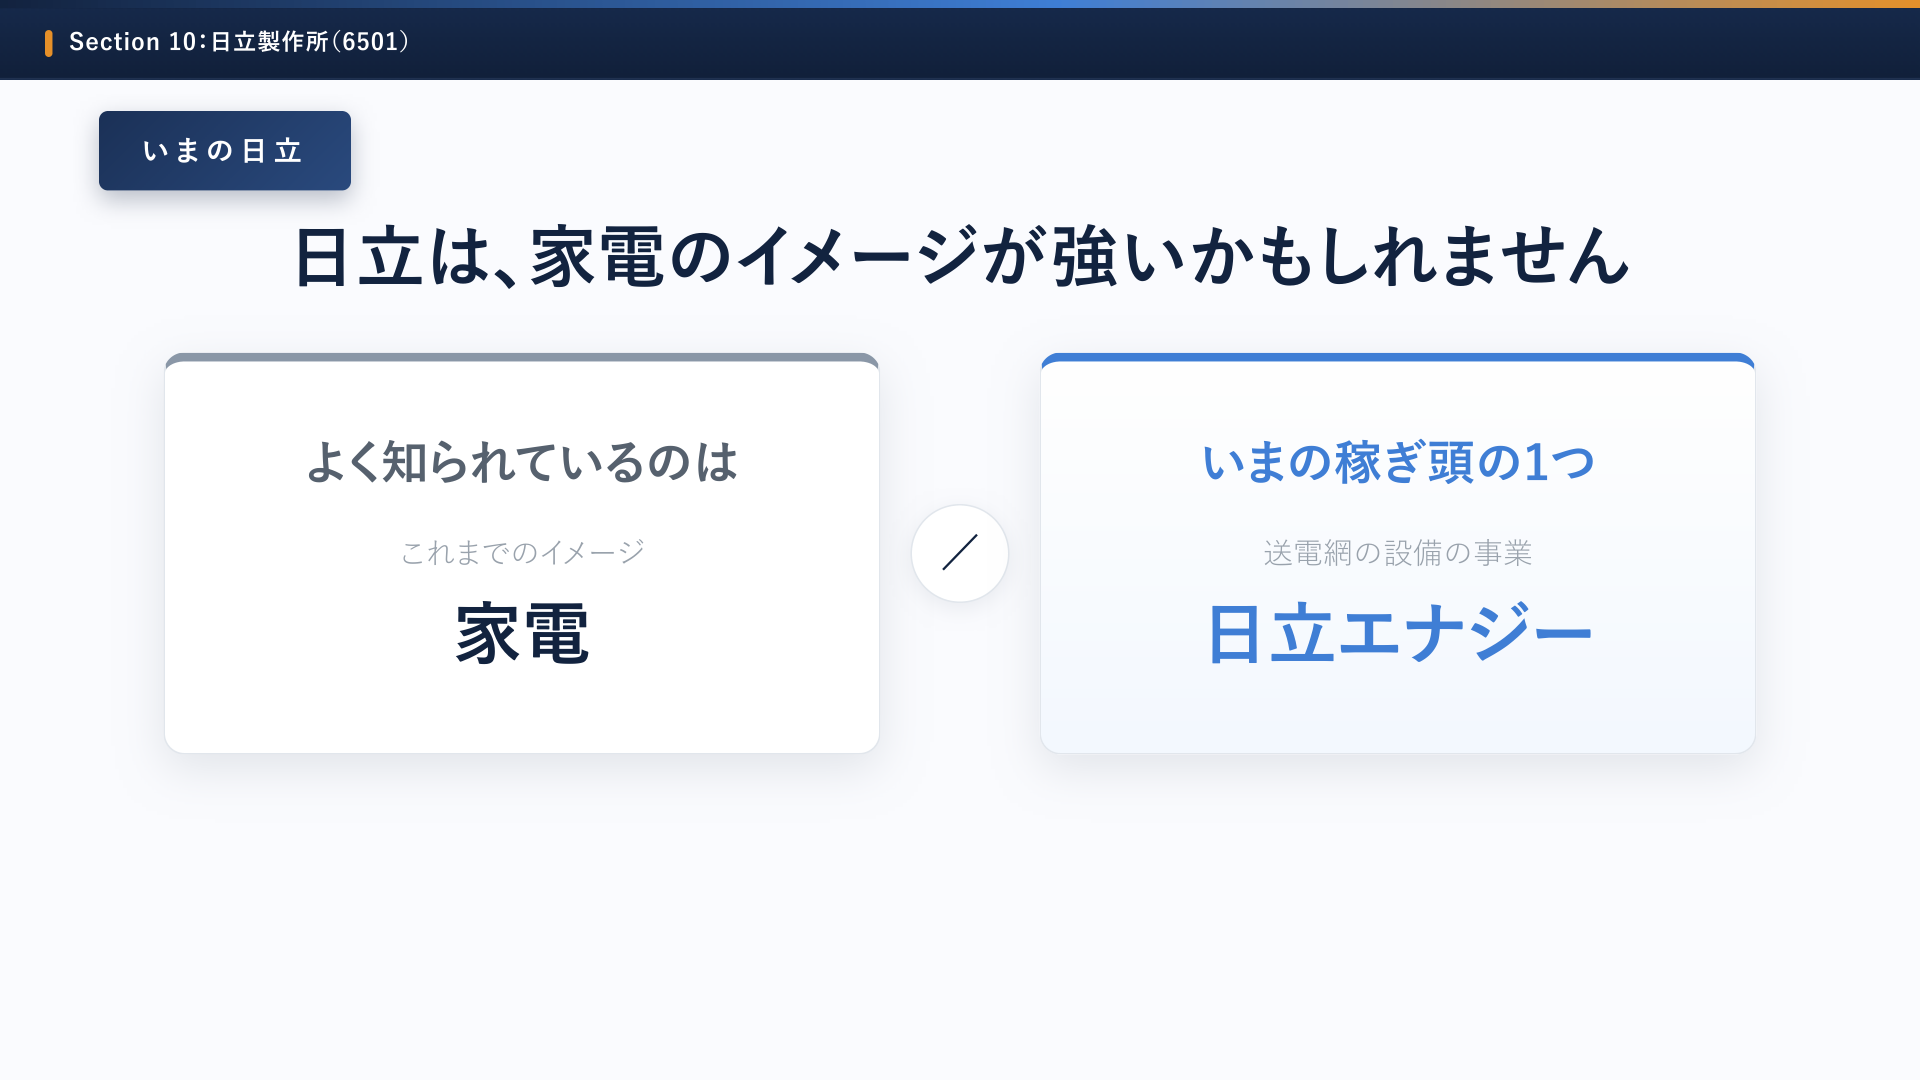 Section 10：日立製作所（6501）
いまの日立
日立は、家電のイメージが強いかもしれません
よく知られているのは
これまでのイメージ
家電
／
いまの稼ぎ頭の1つ
送電網の設備の事業
日立エナジー